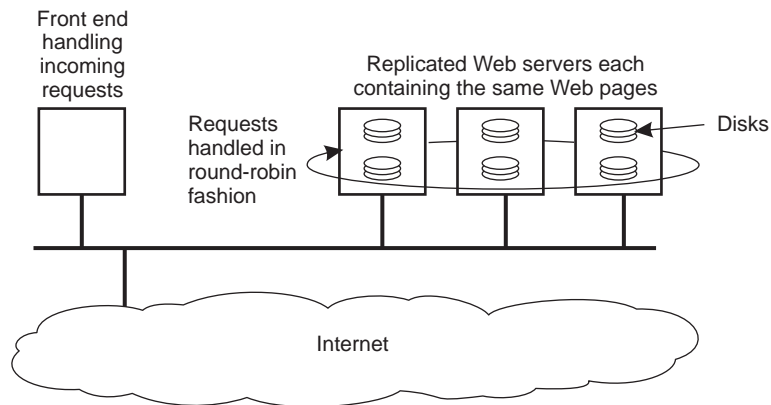 Front end
handling
incoming
requests
Replicated Web servers each
containing the same Web pages
Requests
handled in
round-robin
fashion
Disks
Internet